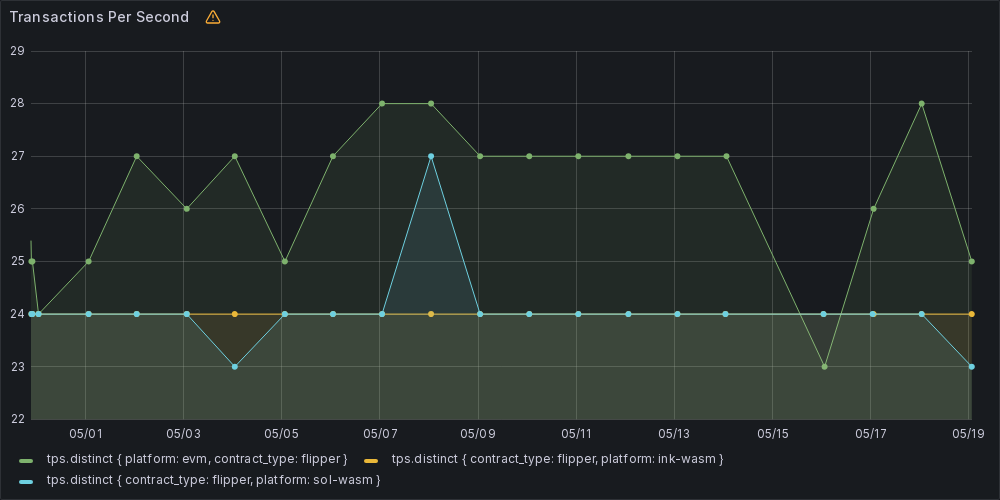 Transactions Per Second
29
28
27
26
25
24
23
22
05/01 05/03 05/05 05/07 05/09 05/11 05/13 05/15 05/17 05/19
tps.distinct { platform: evm, contract_type: flipper } tps.distinct { contract_type: flipper, platform: ink-wasm }
tps.distinct { contract_type: flipper, platform: sol-wasm }